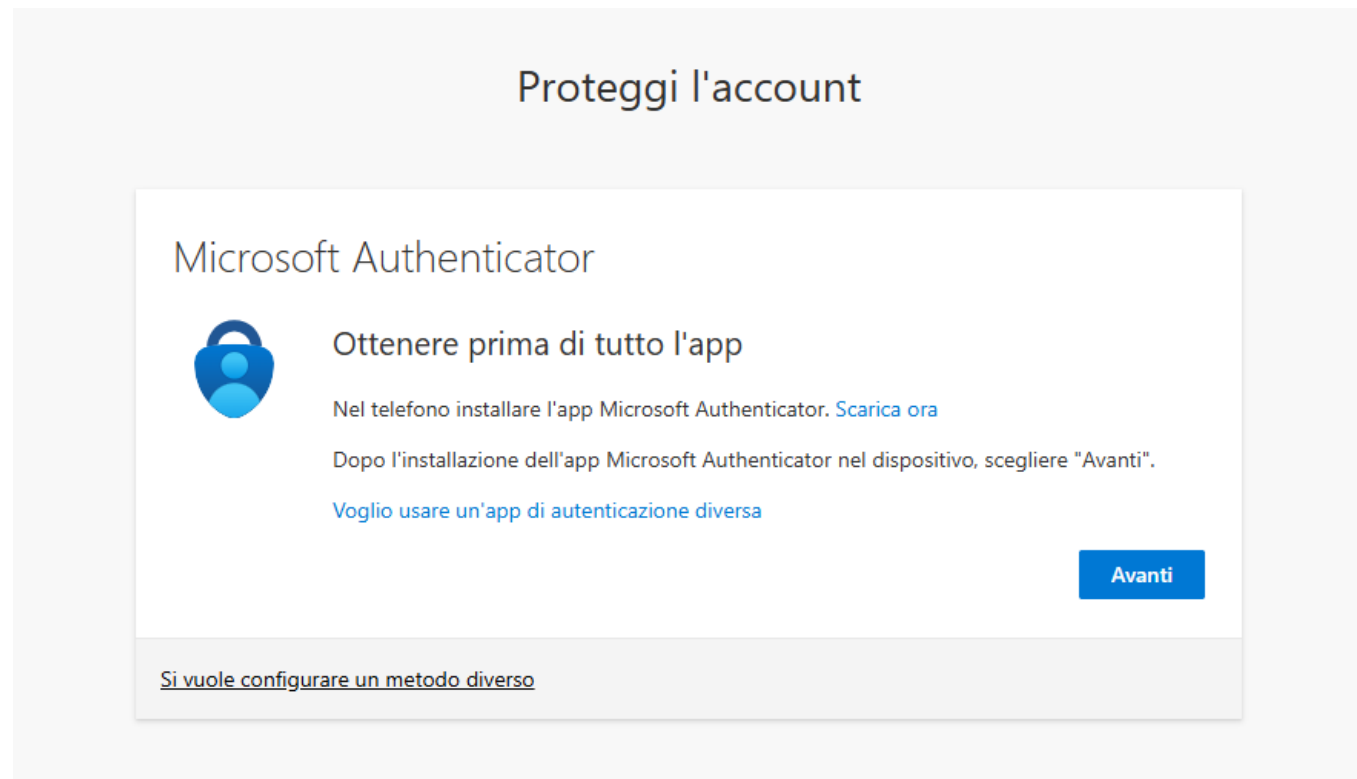 Proteggi l'account
Microsoft Authenticator
Ottenere prima di tutto l'app
Nel telefono installare l'app Microsoft Authenticator. Scarica ora
Dopo l'installazione dell'app Microsoft Authenticator nel dispositivo, scegliere "Avanti".
Voglio usare un'app di autenticazione diversa
Avanti
Si vuole configurare un metodo diverso